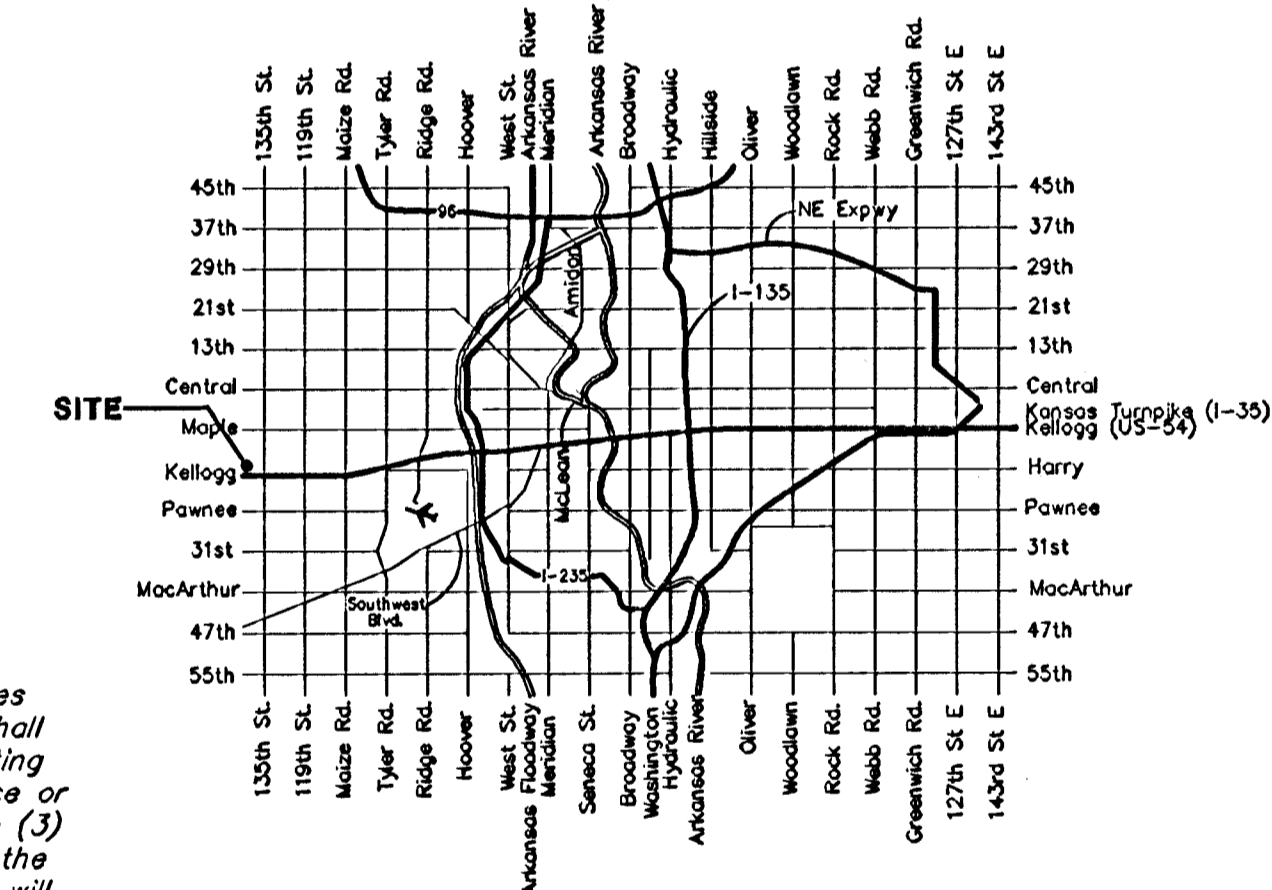 135th St.
119th St.
Maize Rd.
Tyler Rd.
Ridge Rd.
Hoover
West St.
Arkansas River
Meridian
Arkansas River
Broadway
Hydraulic
Hillside
Oliver
Woodlawn
Rock Rd.
Webb Rd.
Greenwich Rd.
127th St E
143rd St E
45th
37th
29th
21st
13th
Central
Maple
Kellogg
Pawnee
31st
MacArthur
47th
55th
SITE
96
Amidon
NE Expwy
I-135
McLean
I-235
Southwest
Blvd.
45th
37th
29th
21st
13th
Central
Kansas Turnpike (I-35)
Kellogg (US-54)
Harry
Pawnee
31st
MacArthur
47th
55th
135th St.
119th St.
Maize Rd.
Tyler Rd.
Ridge Rd.
Hoover
West St.
Arkansas Floodway
Meridian
Seneca St.
Broadway
Washington
Hydraulic
Arkansas River
Oliver
Woodlawn
Rock Rd.
Webb Rd.
Greenwich Rd.
127th St E
143rd St E
es
hall
ing
ce or
(3)
the
will